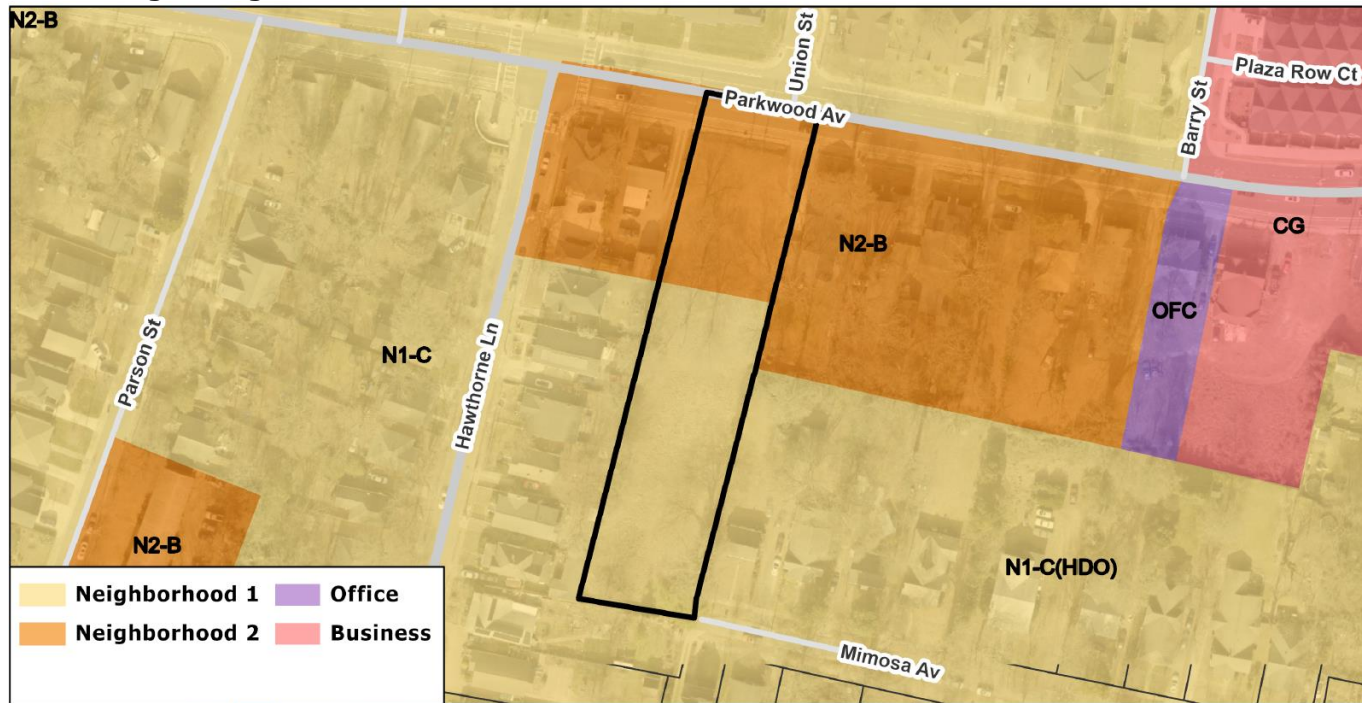 N2-B
Union St
Plaza Row Ct
Parkwood Av
Barry St
CG
N2-B
OFC
N1-C
Parson St
Hawthorne Ln
N2-B
N1-C(HDO)
Neighborhood 1
Office
Neighborhood 2
Business
Mimosa Av